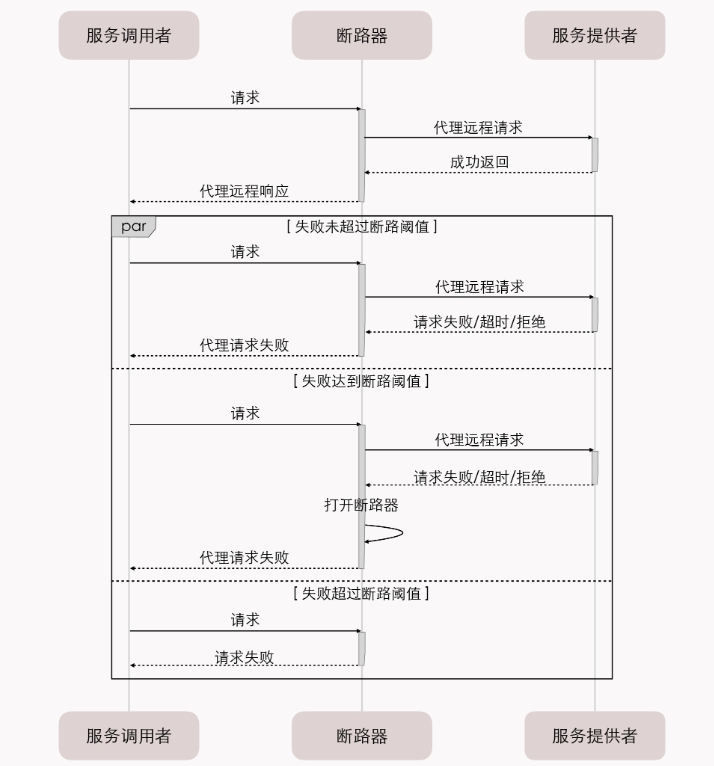 服务调用者
断路器
服务提供者
请求
代理远程请求
成功返回
代理远程响应
par
[ 失败未超过断路阈值 ]
请求
代理远程请求
请求失败/超时/拒绝
代理请求失败
[ 失败达到断路阈值 ]
请求
代理远程请求
请求失败/超时/拒绝
打开断路器
代理请求失败
[ 失败超过断路阈值 ]
请求
请求失败
服务调用者
断路器
服务提供者